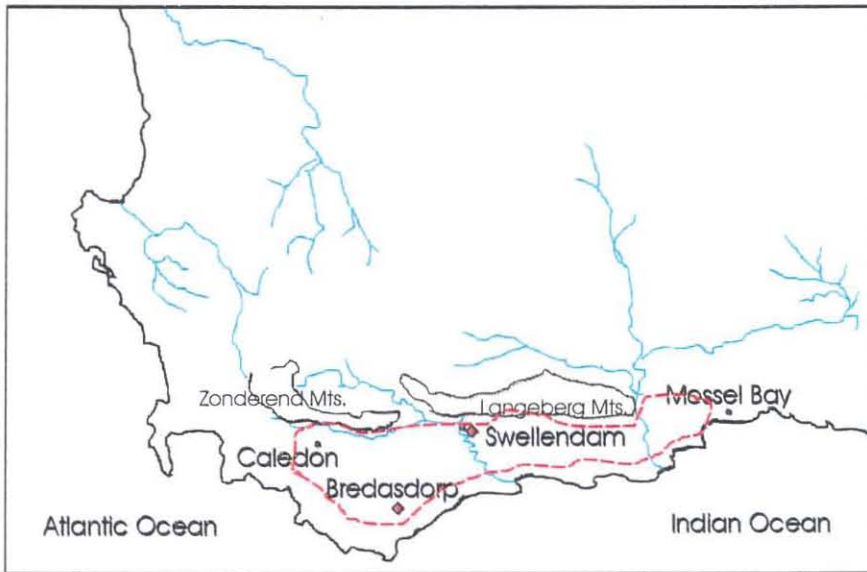 Zonderend Mts.
Langeberg Mts.
Mossel Bay
Swellendam
Caledon
Bredasdorp
Atlantic Ocean
Indian Ocean